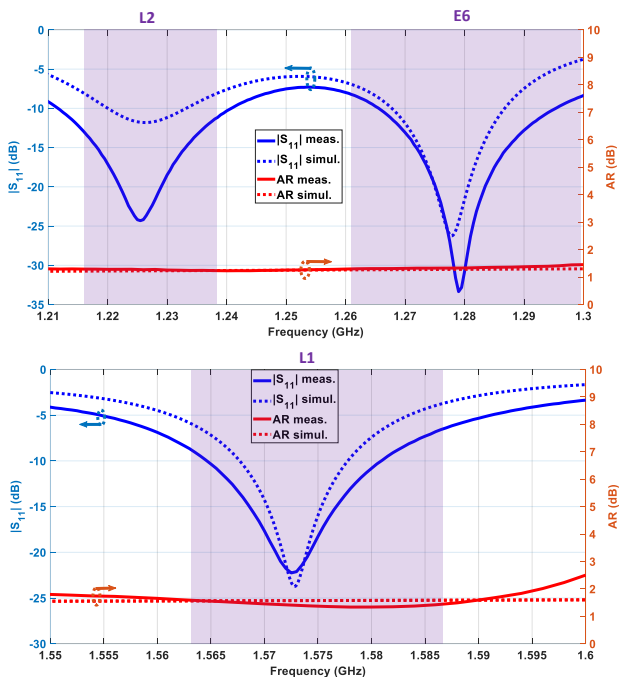 L2 E6
0 10
-5 9
-10 8
-15 7
-20 6
-25 5
-30 4
-35 3
2
1
0
|S11| (dB)
AR (dB)
|S11| meas.
|S11| simul.
AR meas.
AR simul.
1.21 1.22 1.23 1.24 1.25 1.26 1.27 1.28 1.29 1.3
Frequency (GHz)
L1
0 10
-5 9
-10 8
-15 7
-20 6
-25 5
-30 4
3
2
1
0
|S11| (dB)
AR (dB)
|S11| meas.
|S11| simul.
AR meas.
AR simul.
1.55 1.555 1.56 1.565 1.57 1.575 1.58 1.585 1.59 1.595 1.6
Frequency (GHz)